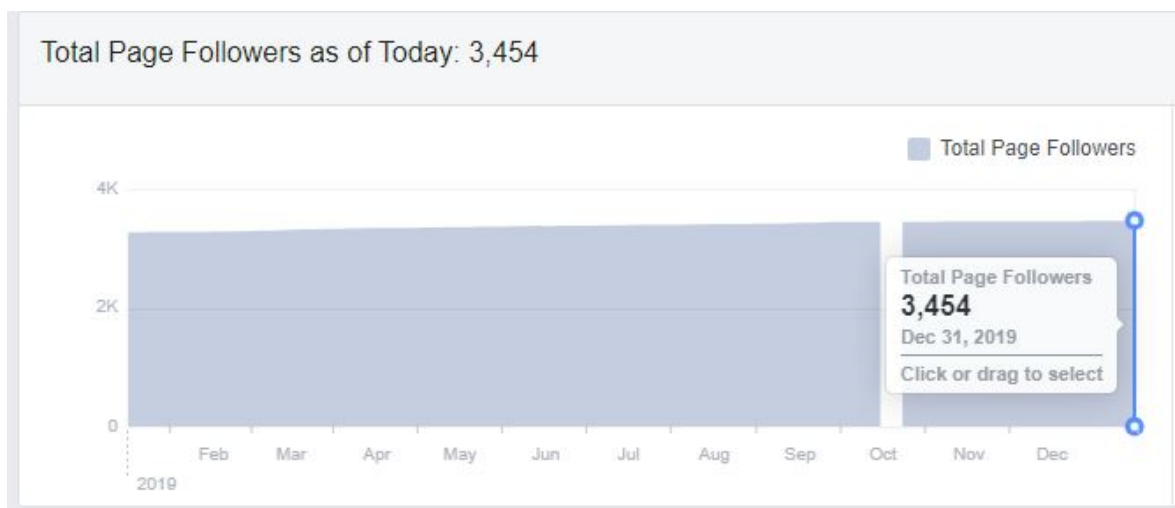 Total Page Followers as of Today: 3,454
Total Page Followers
4K
2K
0
Total Page Followers
3,454
Dec 31, 2019
Click or drag to select
Feb Mar Apr May Jun Jul Aug Sep Oct Nov Dec
2019